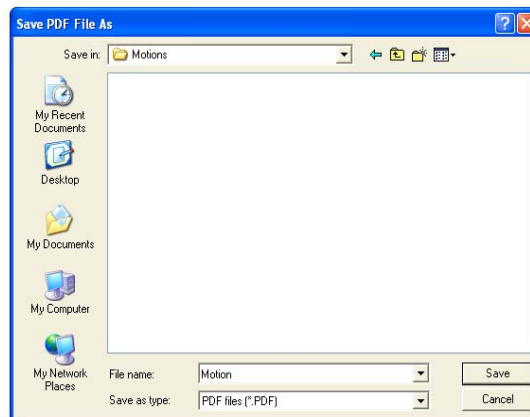 Save PDF File As
Save in: Motions
My Recent
Documents
Desktop
My Documents
My Computer
My Network
Places
File name: Motion Save
Save as type: PDF files (*.PDF) Cancel